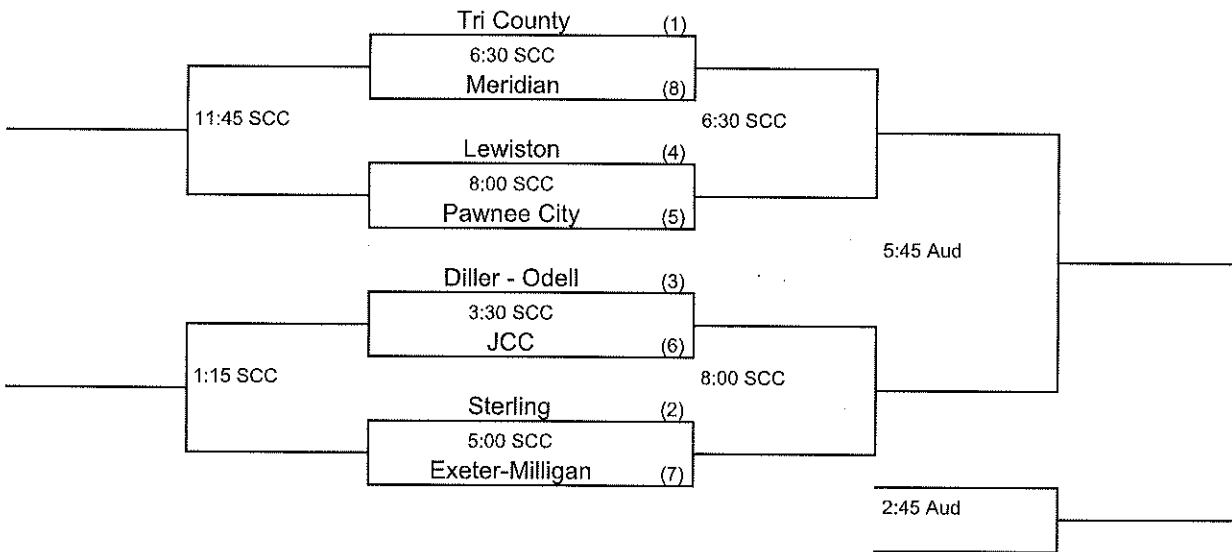 Tri County (1)
6:30 SCC
Meridian (8)
11:45 SCC
6:30 SCC
Lewiston (4)
8:00 SCC
Pawnee City (5)
5:45 Aud
Diller - Odell (3)
3:30 SCC
JCC (6)
1:15 SCC
8:00 SCC
Sterling (2)
5:00 SCC
Exeter-Milligan (7)
2:45 Aud